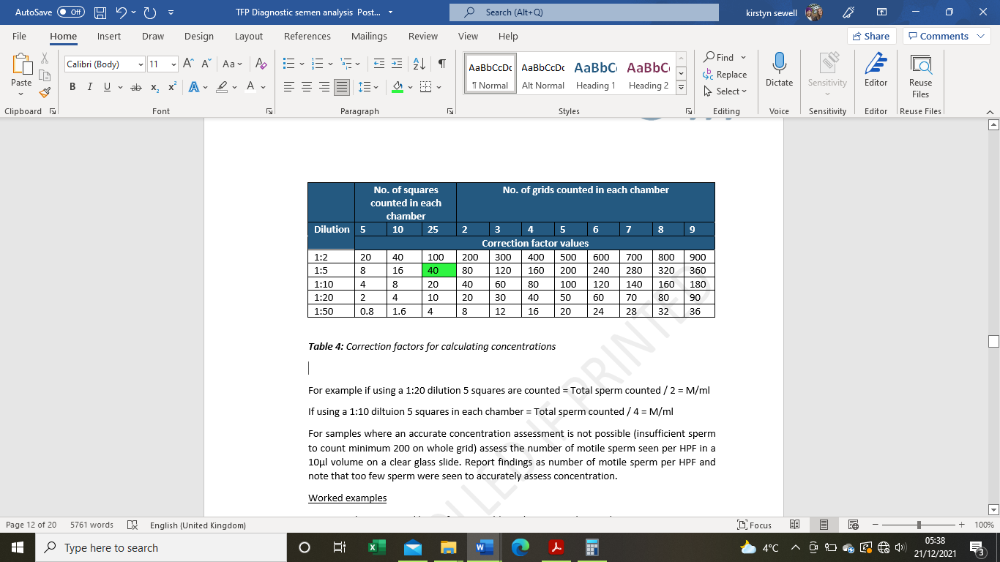 AutoSave Off TFP Diagnostic semen analysis Post... Search (Alt+Q) kirstyn sewell
File Home Insert Draw Design Layout References Mailings Review View Help Share Comments
Paste Calibri (Body) 11 A A Aa A
B I U ab x₂ x² A A
AaBbCcDc AaBbCcDc AaBbC AaBbC
¶ Normal Alt Normal Heading 1 Heading 2
Find
Replace
Select
Dictate Sensitivity Editor Reuse Files
Clipboard Font Paragraph Styles Editing Voice Sensitivity Editor Reuse Files
No. of squares counted in each chamber No. of grids counted in each chamber
Dilution 5 10 25 2 3 4 5 6 7 8 9
Correction factor values
1:2 20 40 100 200 300 400 500 600 700 800 900
1:5 8 16 40 80 120 160 200 240 280 320 360
1:10 4 8 20 40 60 80 100 120 140 160 180
1:20 2 4 10 20 30 40 50 60 70 80 90
1:50 0.8 1.6 4 8 12 16 20 24 28 32 36
Table 4: Correction factors for calculating concentrations
For example if using a 1:20 dilution 5 squares are counted = Total sperm counted / 2 = M/ml
If using a 1:10 diltuion 5 squares in each chamber = Total sperm counted / 4 = M/ml
For samples where an accurate concentration assessment is not possible (insufficient sperm
to count minimum 200 on whole grid) assess the number of motile sperm seen per HPF in a
10µl volume on a clear glass slide. Report findings as number of motile sperm per HPF and
note that too few sperm were seen to accurately assess concentration.
Worked examples
OLLED IF PRINTED
Page 12 of 20 5761 words English (United Kingdom) Focus 100%
Type here to search 4°C 05:38
21/12/2021 3